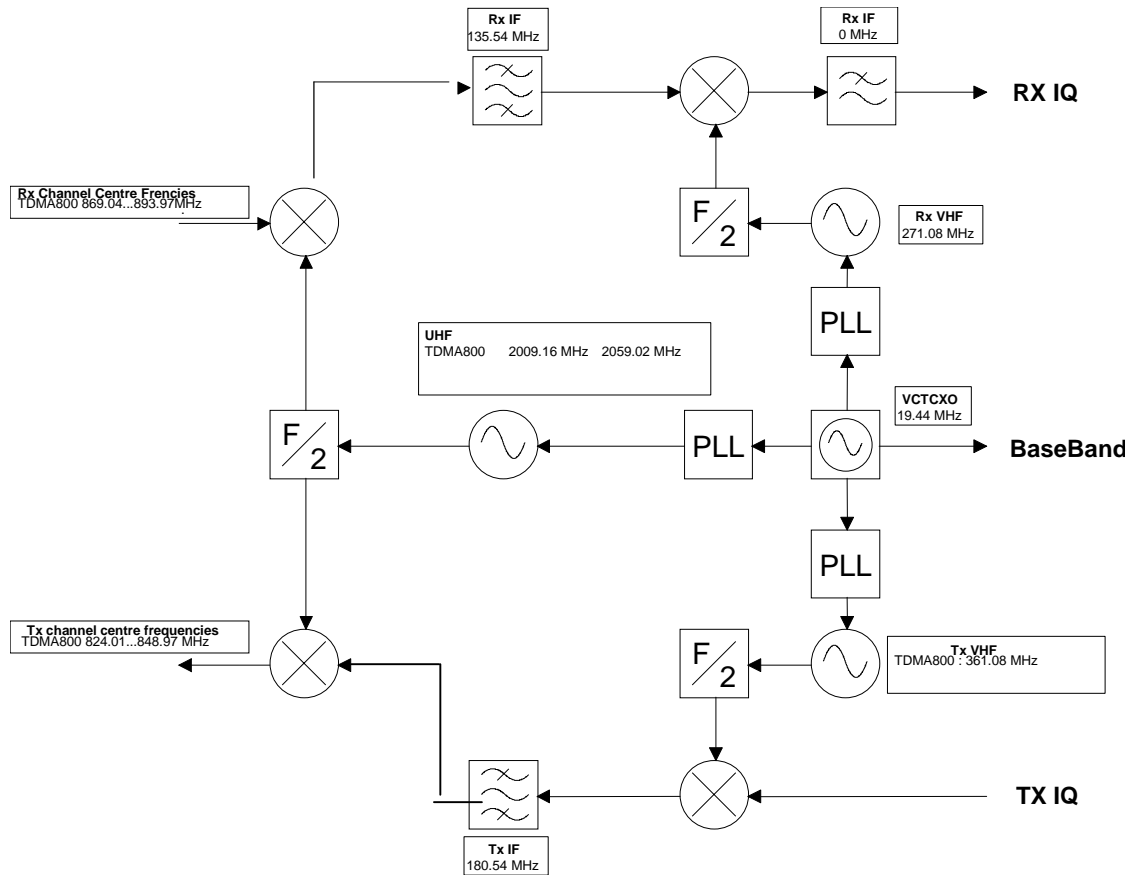 Rx IF
135.54 MHz
Rx IF
0 MHz
RX IQ
Rx Channel Centre Frencies
TDMA800 869.04...893.97MHz
F/2
Rx VHF
271.08 MHz
PLL
UHF
TDMA800 2009.16 MHz 2059.02 MHz
VCTCXO
19.44 MHz
F/2
PLL
BaseBand
PLL
Tx channel centre frequencies
TDMA800 824.01...848.97 MHz
F/2
Tx VHF
TDMA800 : 361.08 MHz
TX IQ
Tx IF
180.54 MHz